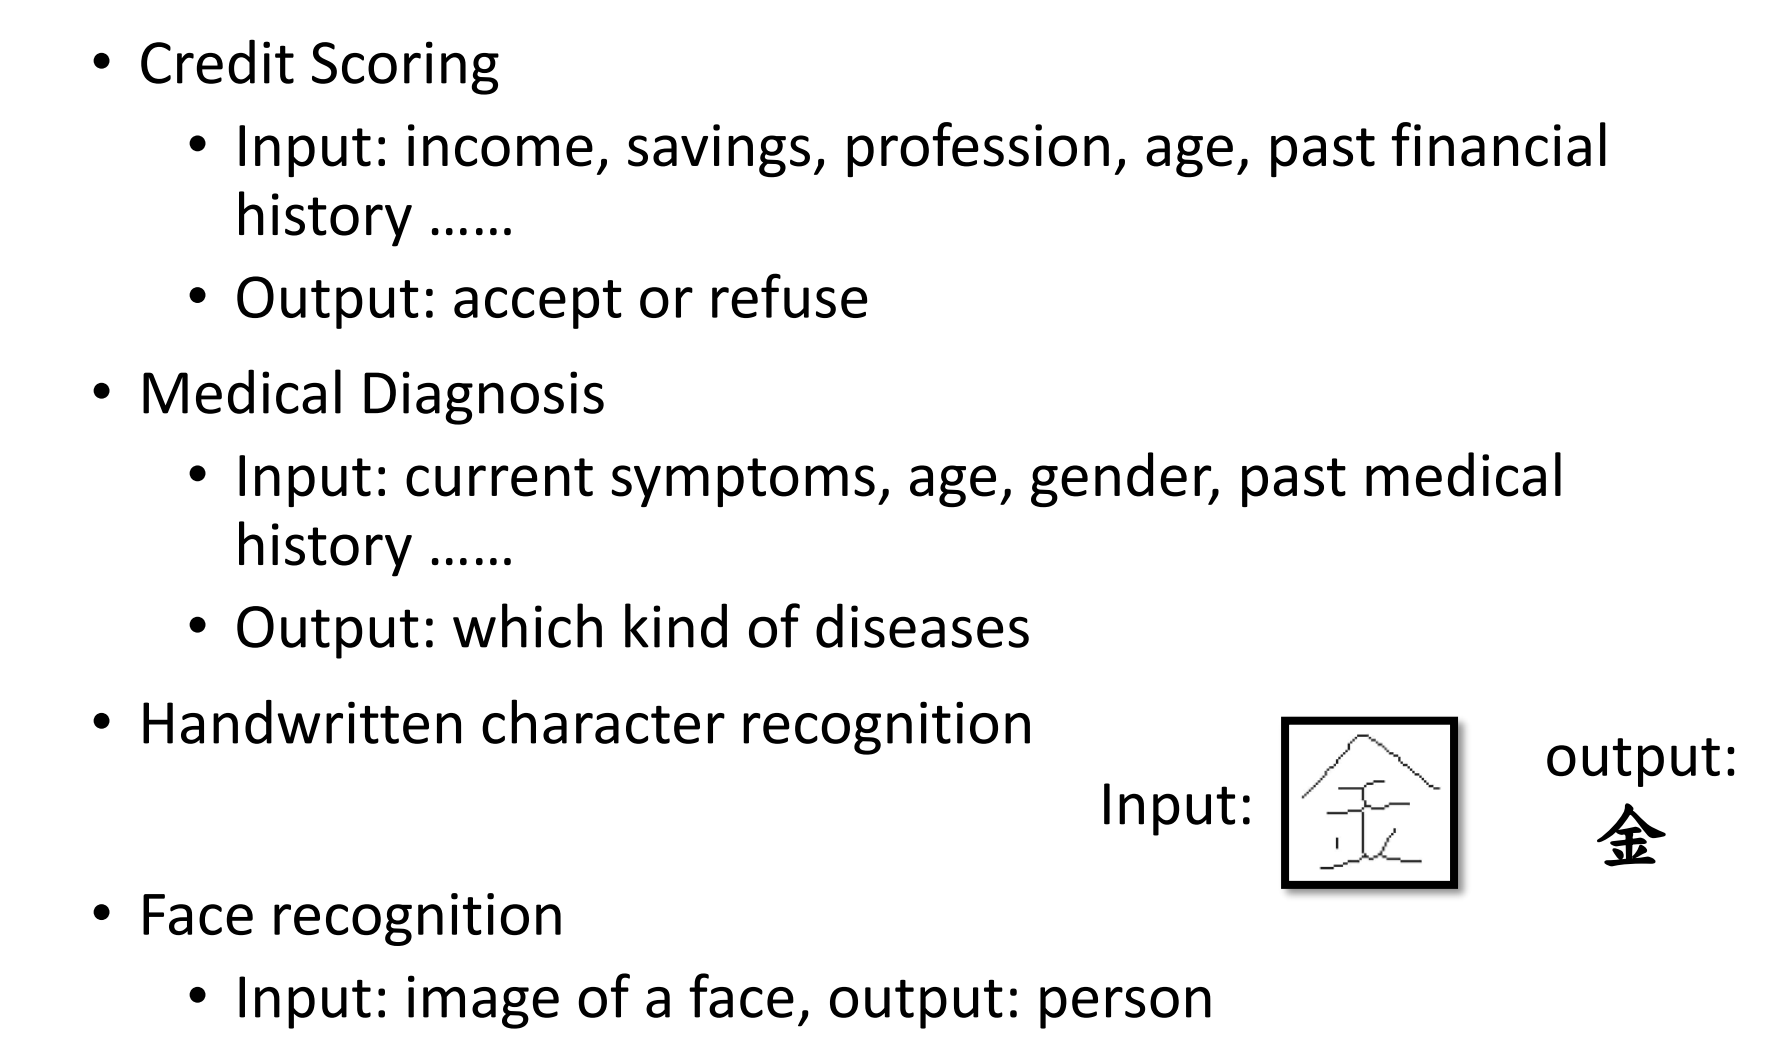 • Credit Scoring
• Input: income, savings, profession, age, past financial
history ……
• Output: accept or refuse
• Medical Diagnosis
• Input: current symptoms, age, gender, past medical
history ……
• Output: which kind of diseases
• Handwritten character recognition
Input: 金
output:
金
• Face recognition
• Input: image of a face, output: person